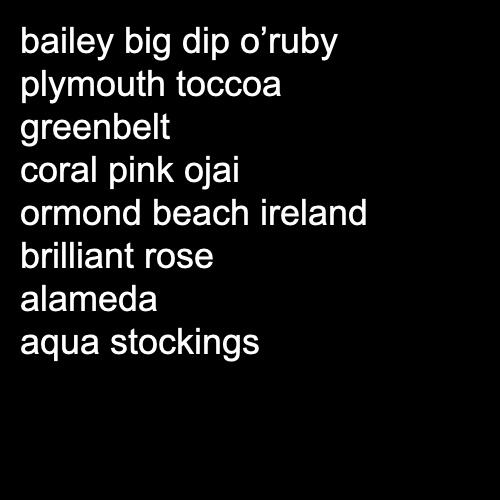 bailey big dip o’ruby
plymouth toccoa
greenbelt
coral pink ojai
ormond beach ireland
brilliant rose
alameda
aqua stockings